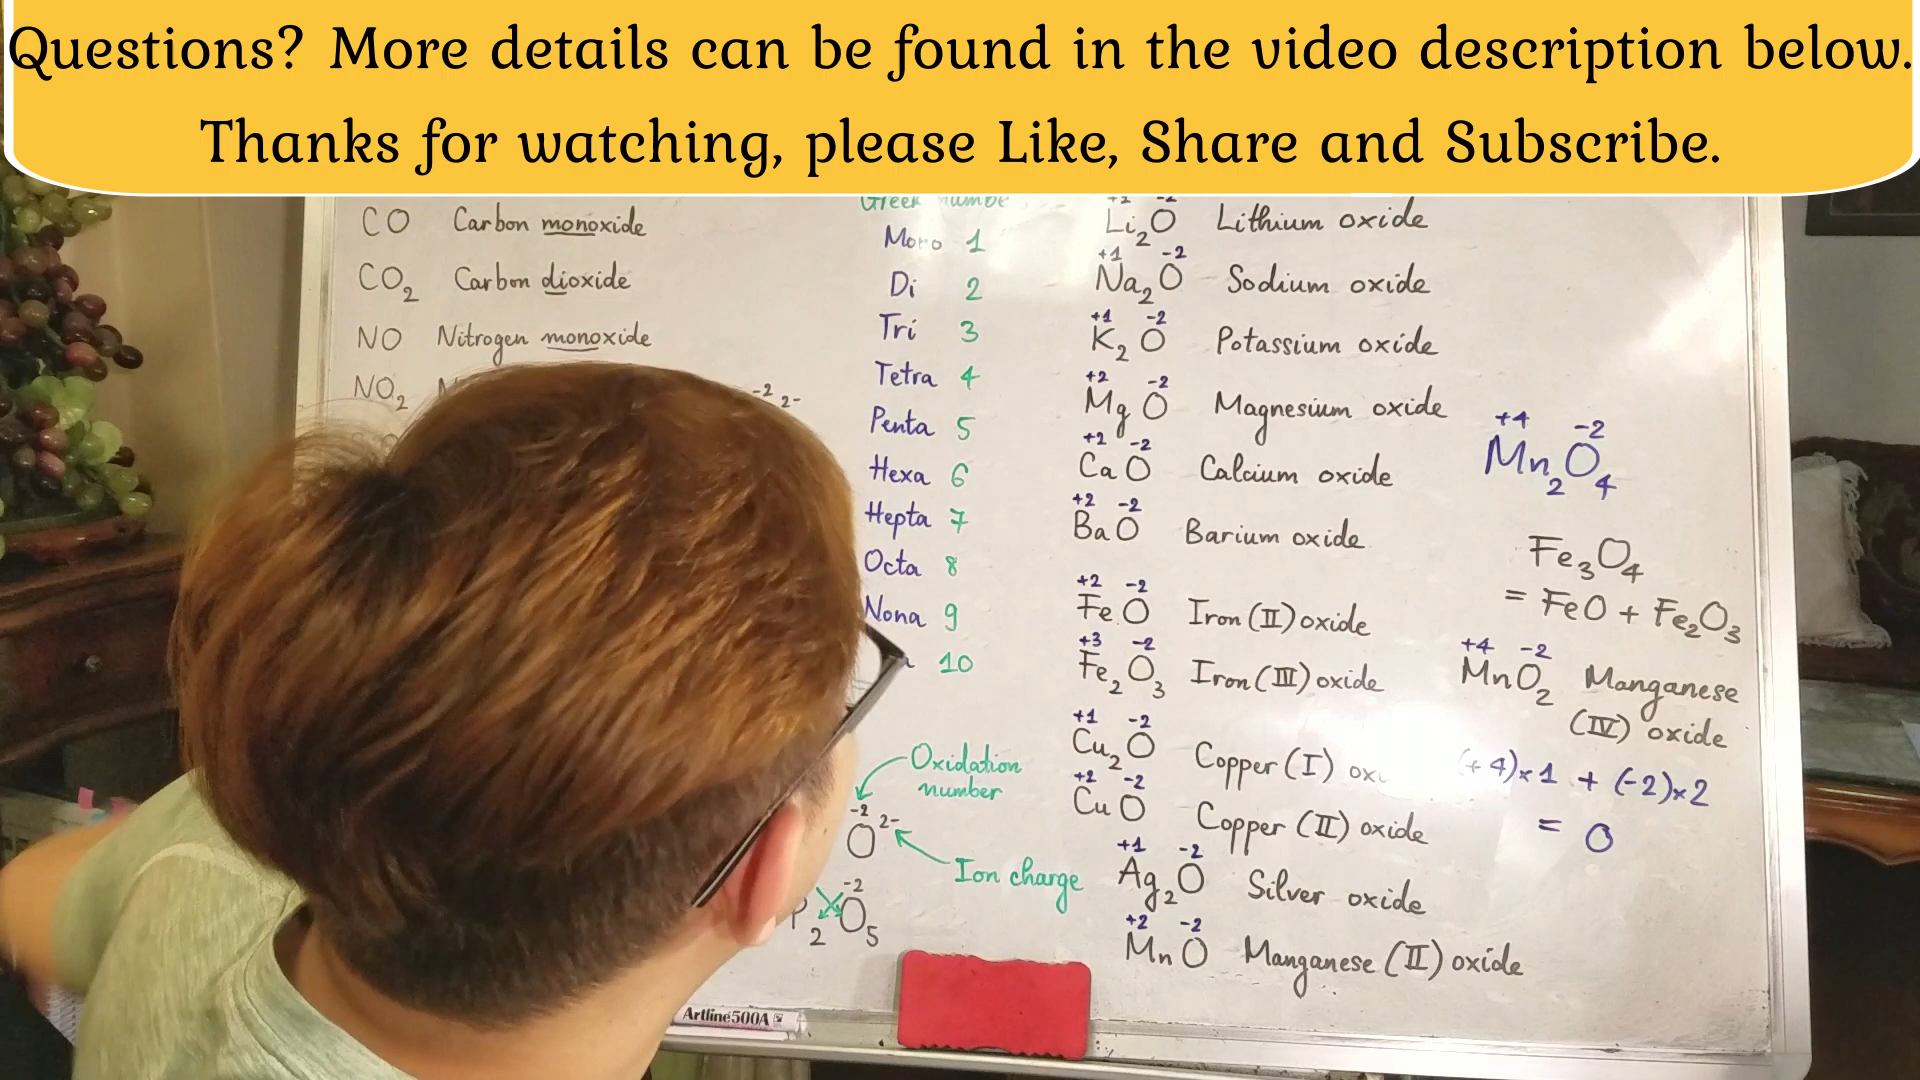 Questions? More details can be found in the video description below.
Thanks for watching, please Like, Share and Subscribe.
CO Carbon monoxide
CO₂ Carbon dioxide
NO Nitrogen monoxide
NO₂
-2 2-
Greek numbe
Mono 1
Di 2
Tri 3
Tetra 4
Penta 5
Hexa 6
Hepta 7
Octa 8
Nona 9
10
Oxidation
number
-2
O 2-
Ion charge
-2
P₂O₅
+2 -2
Li₂O Lithium oxide
+1 -2
Na₂O Sodium oxide
+1 -2
K₂O Potassium oxide
+2 -2
MgO Magnesium oxide
+2 -2
CaO Calcium oxide
+2 -2
BaO Barium oxide
+2 -2
FeO Iron (II) oxide
+3 -2
Fe₂O₃ Iron (III) oxide
+1 -2
Cu₂O Copper (I)
+2 -2
CuO Copper (II) oxide
+1 -2
Ag₂O Silver oxide
+2 -2
MnO Manganese (II) oxide
+4 -2
Mn₂O₄
Fe₃O₄
= FeO + Fe₂O₃
+4 -2
MnO₂ Manganese
(IV) oxide
(+4)×1 + (-2)×2
= 0
Artline 500A